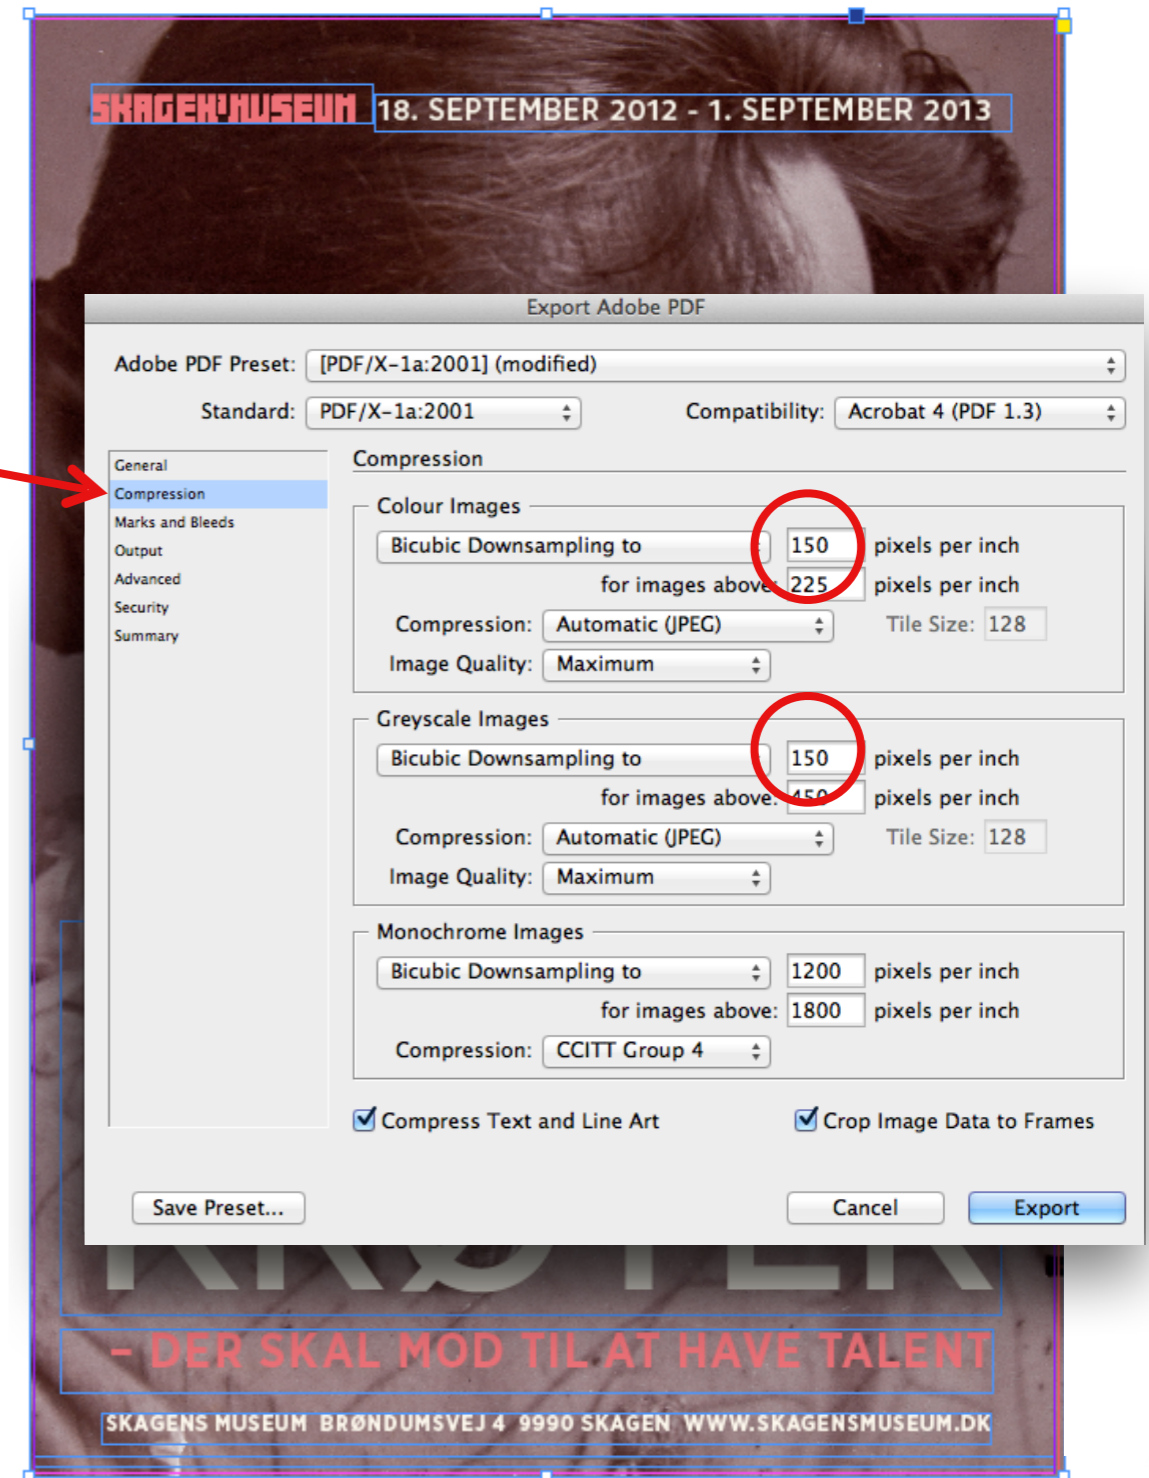 SKAGENS MUSEUM
18. SEPTEMBER 2012 - 1. SEPTEMBER 2013
Export Adobe PDF
Adobe PDF Preset: [PDF/X-1a:2001] (modified)
Standard: PDF/X-1a:2001 Compatibility: Acrobat 4 (PDF 1.3)
General
Compression
Marks and Bleeds
Output
Advanced
Security
Summary
Compression
Colour Images
Bicubic Downsampling to 150 pixels per inch
for images above: 225 pixels per inch
Compression: Automatic (JPEG) Tile Size: 128
Image Quality: Maximum
Greyscale Images
Bicubic Downsampling to 150 pixels per inch
for images above: 450 pixels per inch
Compression: Automatic (JPEG) Tile Size: 128
Image Quality: Maximum
Monochrome Images
Bicubic Downsampling to 1200 pixels per inch
for images above: 1800 pixels per inch
Compression: CCITT Group 4
Compress Text and Line Art Crop Image Data to Frames
Save Preset... Cancel Export
– DER SKAL MOD TIL AT HAVE TALENT
SKAGENS MUSEUM BRØNDUMSVEJ 4 9990 SKAGEN WWW.SKAGENSMUSEUM.DK